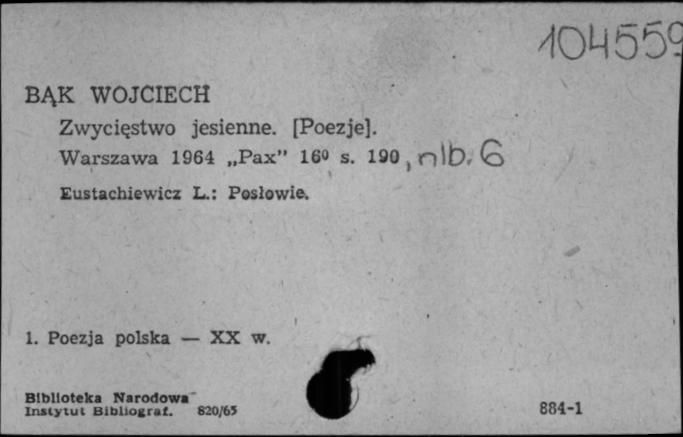 104559
BĄK WOJCIECH
Zwycięstwo jesienne. [Poezje].
Warszawa 1964 „Pax” 16⁰ s. 190, nlb. 6
Eustachiewicz L.: Posłowie.
1. Poezja polska — XX w.
Biblioteka Narodowa
Instytut Bibliograf. 820/65
884-1